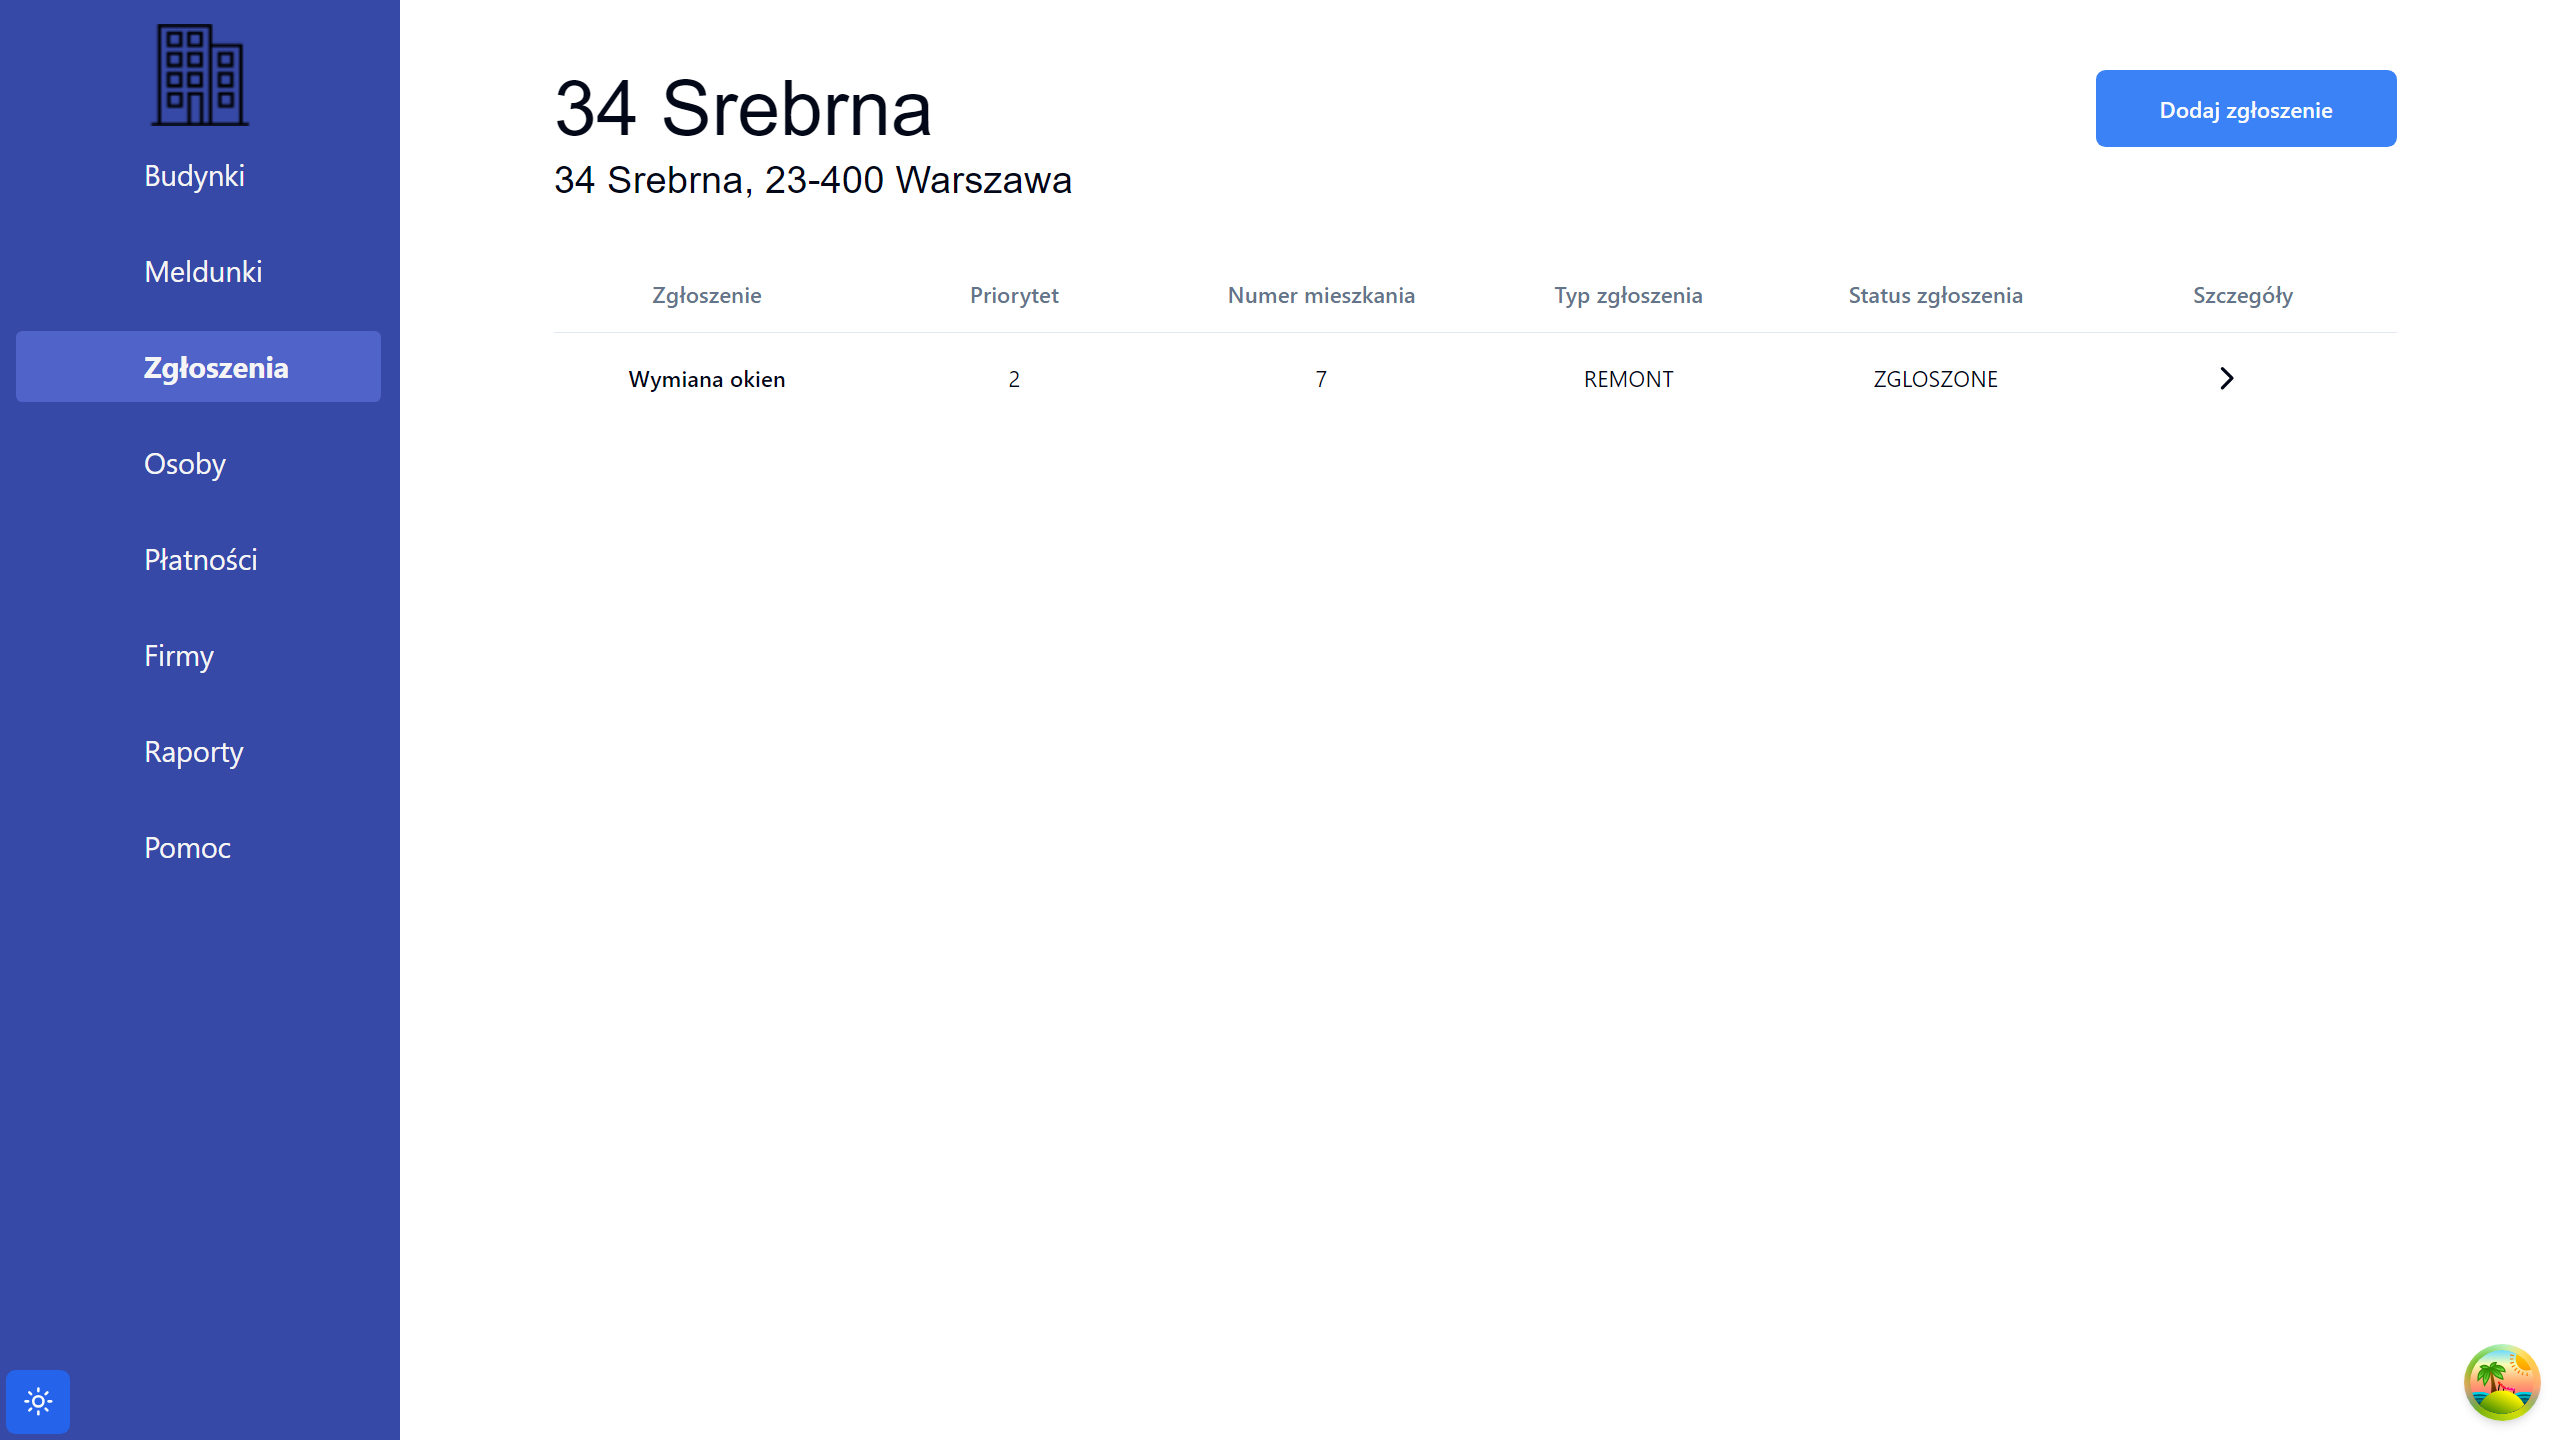 Budynki
Meldunki
Zgłoszenia
Osoby
Płatności
Firmy
Raporty
Pomoc
34 Srebrna
34 Srebrna, 23-400 Warszawa
Dodaj zgłoszenie
Zgłoszenie Priorytet Numer mieszkania Typ zgłoszenia Status zgłoszenia Szczegóły
Wymiana okien 2 7 REMONT ZGLOSZONE